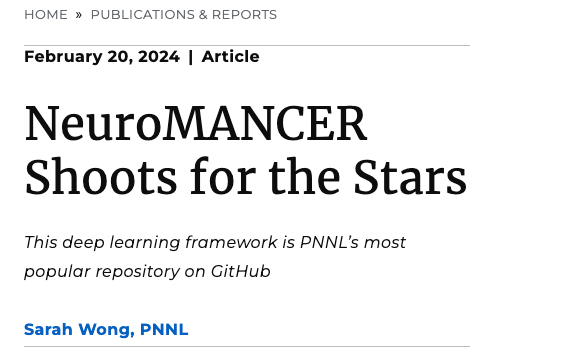 HOME » PUBLICATIONS & REPORTS
February 20, 2024 | Article
NeuroMANCER
Shoots for the Stars
This deep learning framework is PNNL’s most
popular repository on GitHub
Sarah Wong, PNNL